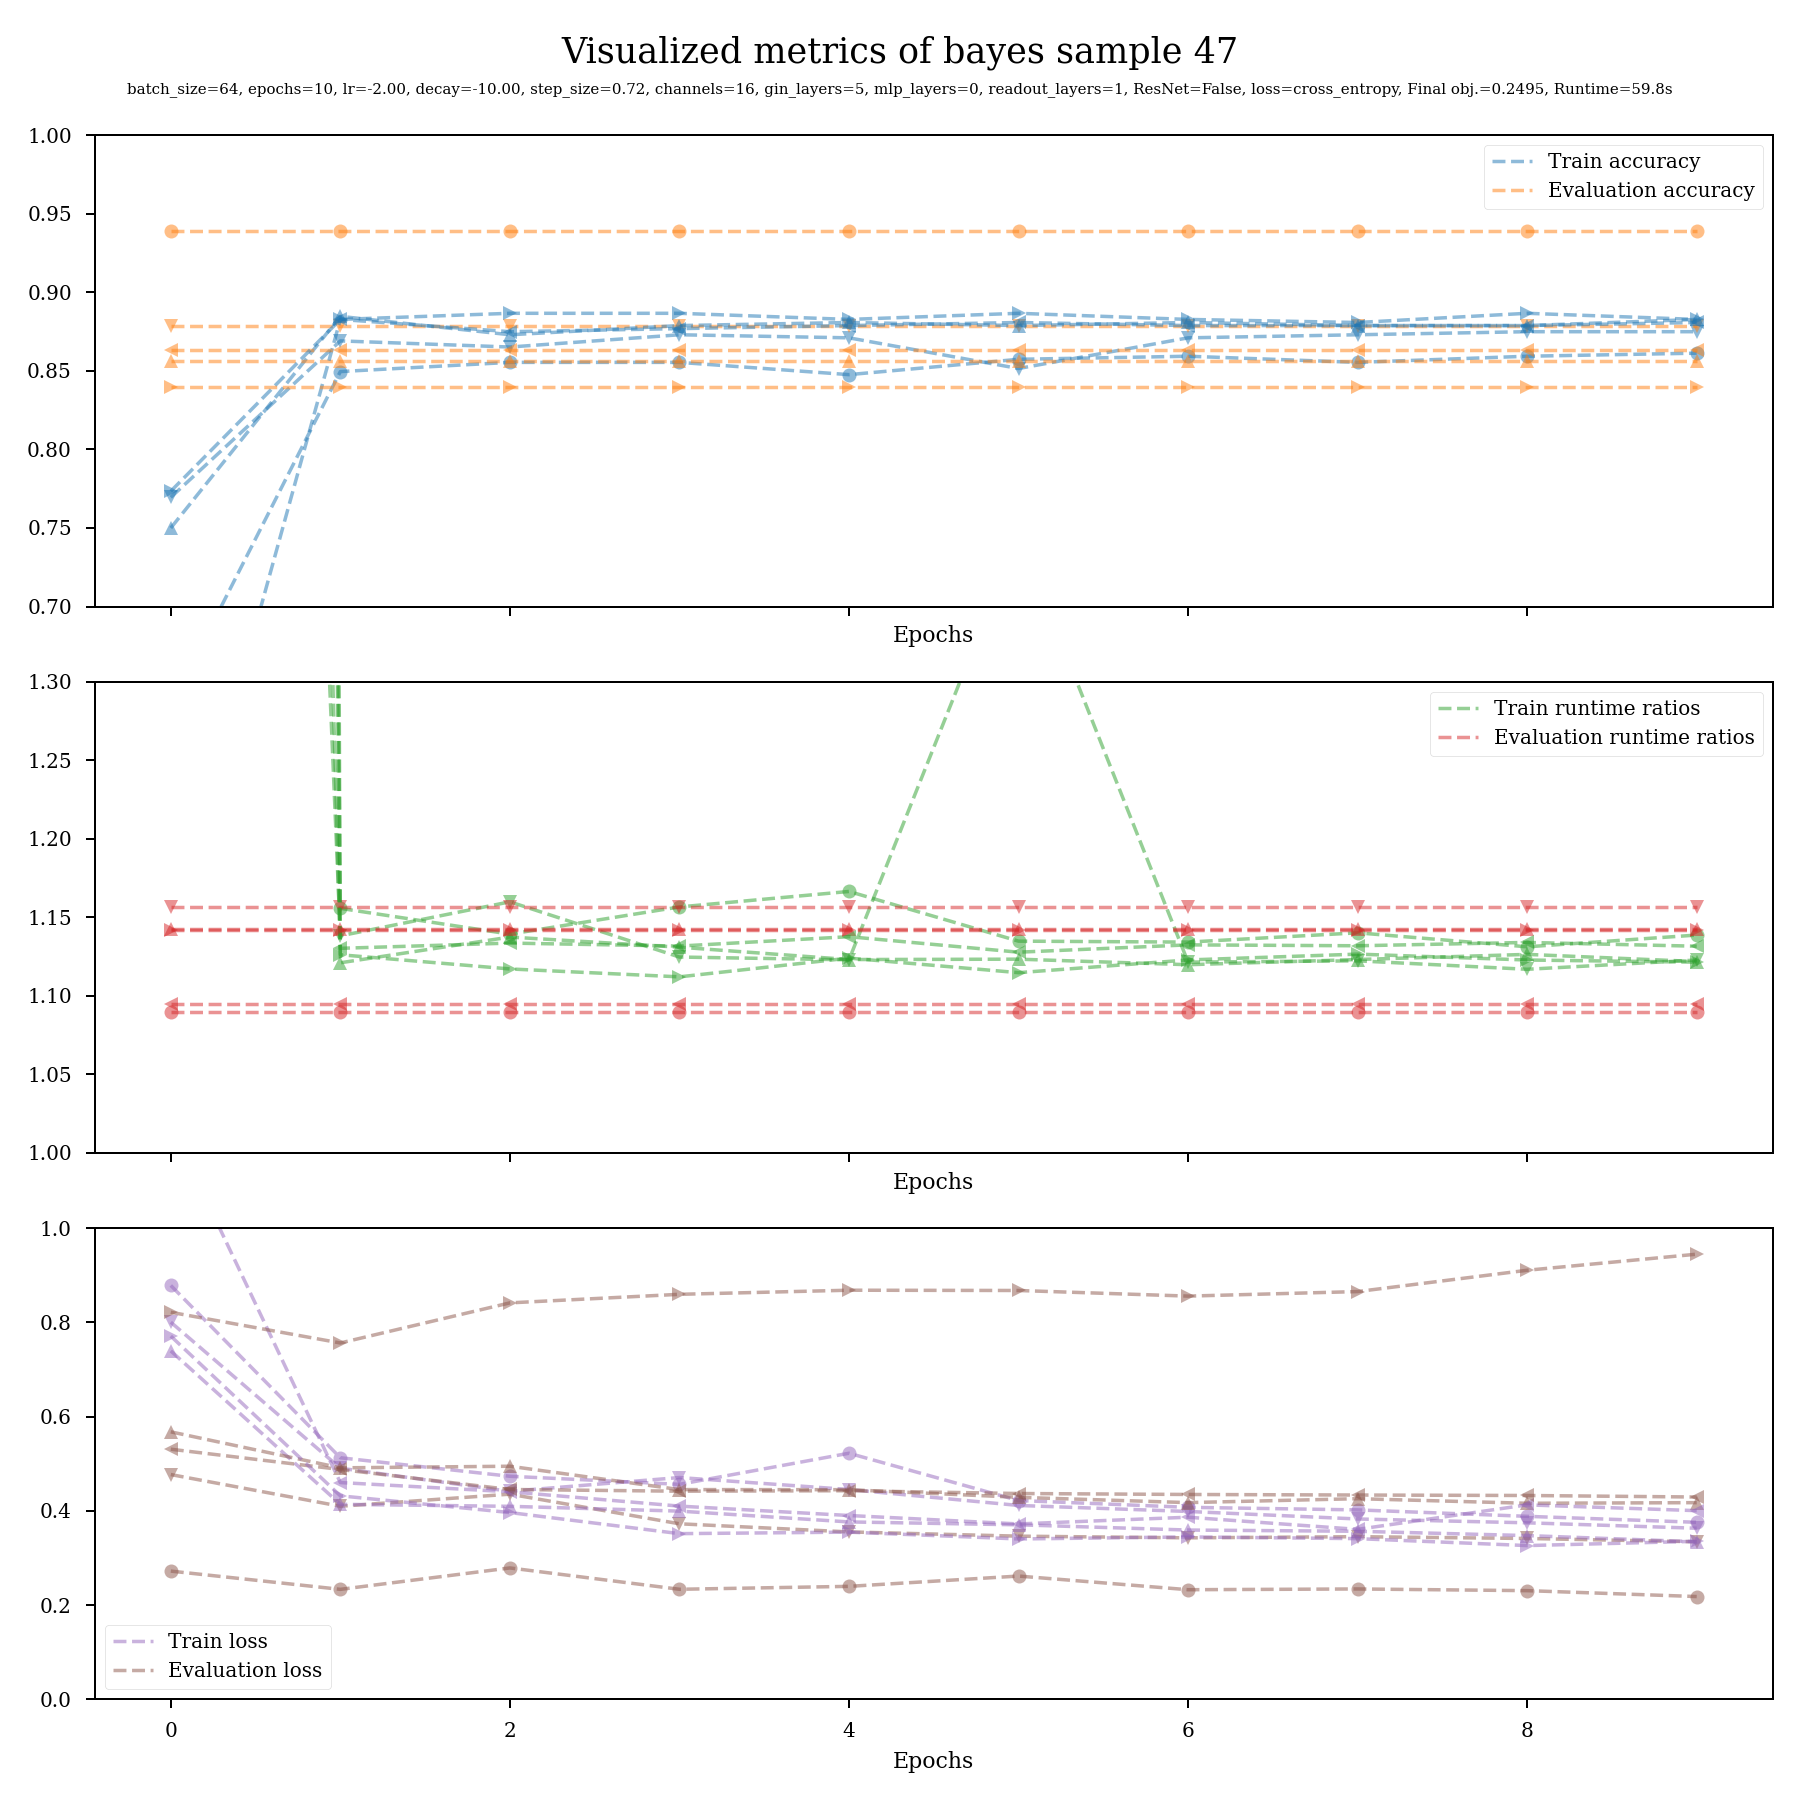 Visualized metrics of bayes sample 47
batch_size=64, epochs=10, lr=-2.00, decay=-10.00, step_size=0.72, channels=16, gin_layers=5, mlp_layers=0, readout_layers=1, ResNet=False, loss=cross_entropy, Final obj.=0.2495, Runtime=59.8s
1.00
0.95
0.90
0.85
0.80
0.75
0.70
Train accuracy
Evaluation accuracy
Epochs
1.30
1.25
1.20
1.15
1.10
1.05
1.00
Train runtime ratios
Evaluation runtime ratios
Epochs
1.0
0.8
0.6
0.4
0.2
0.0
Train loss
Evaluation loss
0 2 4 6 8
Epochs